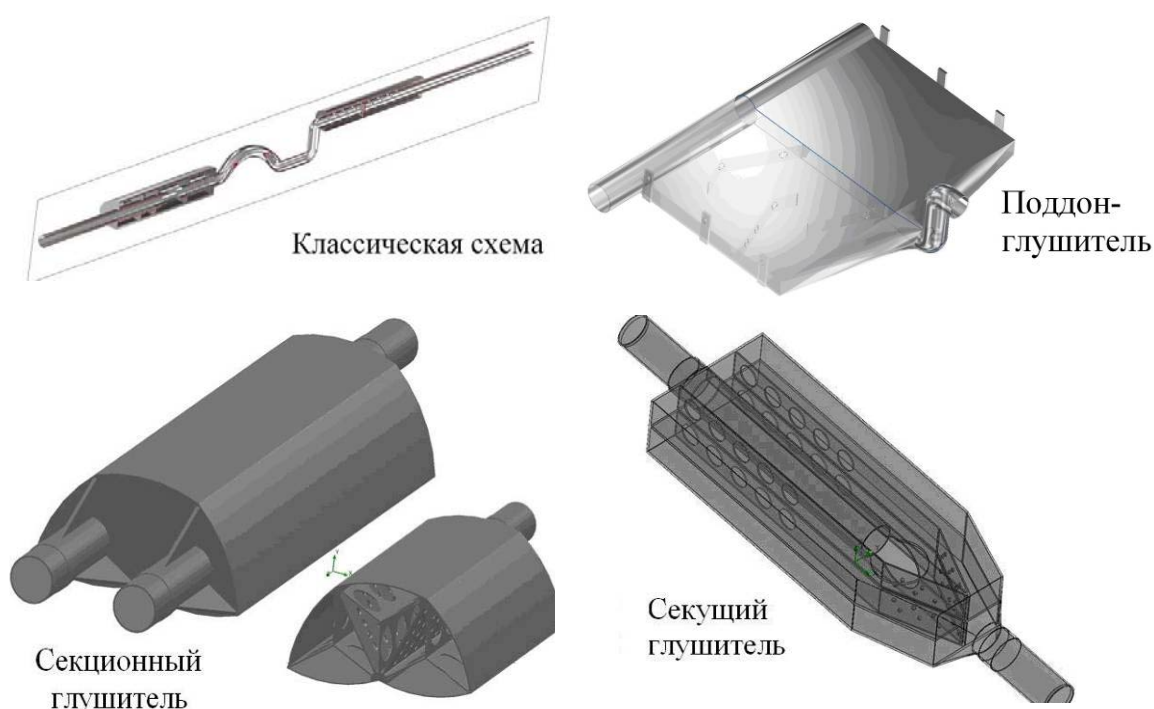 Классическая схема
Поддон-
глушитель
Секционный
глушитель
Секущий
глушитель